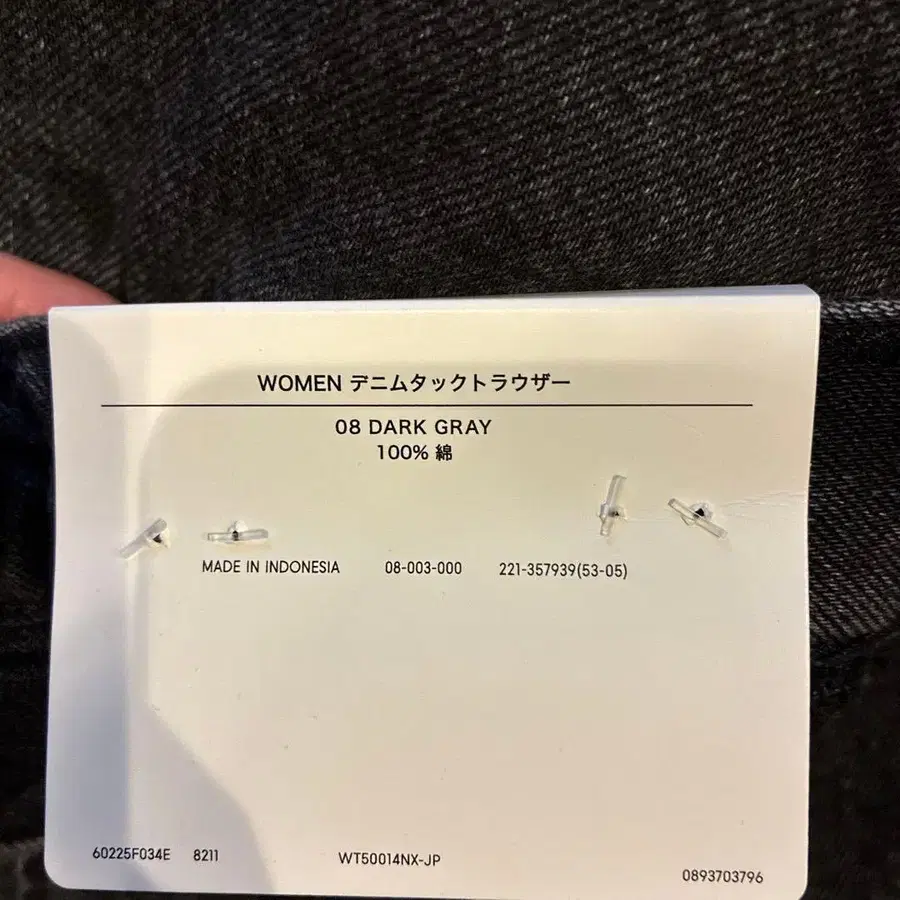 WOMEN デニムタックトラウザー
08 DARK GRAY
100% 綿
MADE IN INDONESIA 08-003-000 221-357939(53-05)
60225F034E 8211 WT50014NX-JP
0893703796